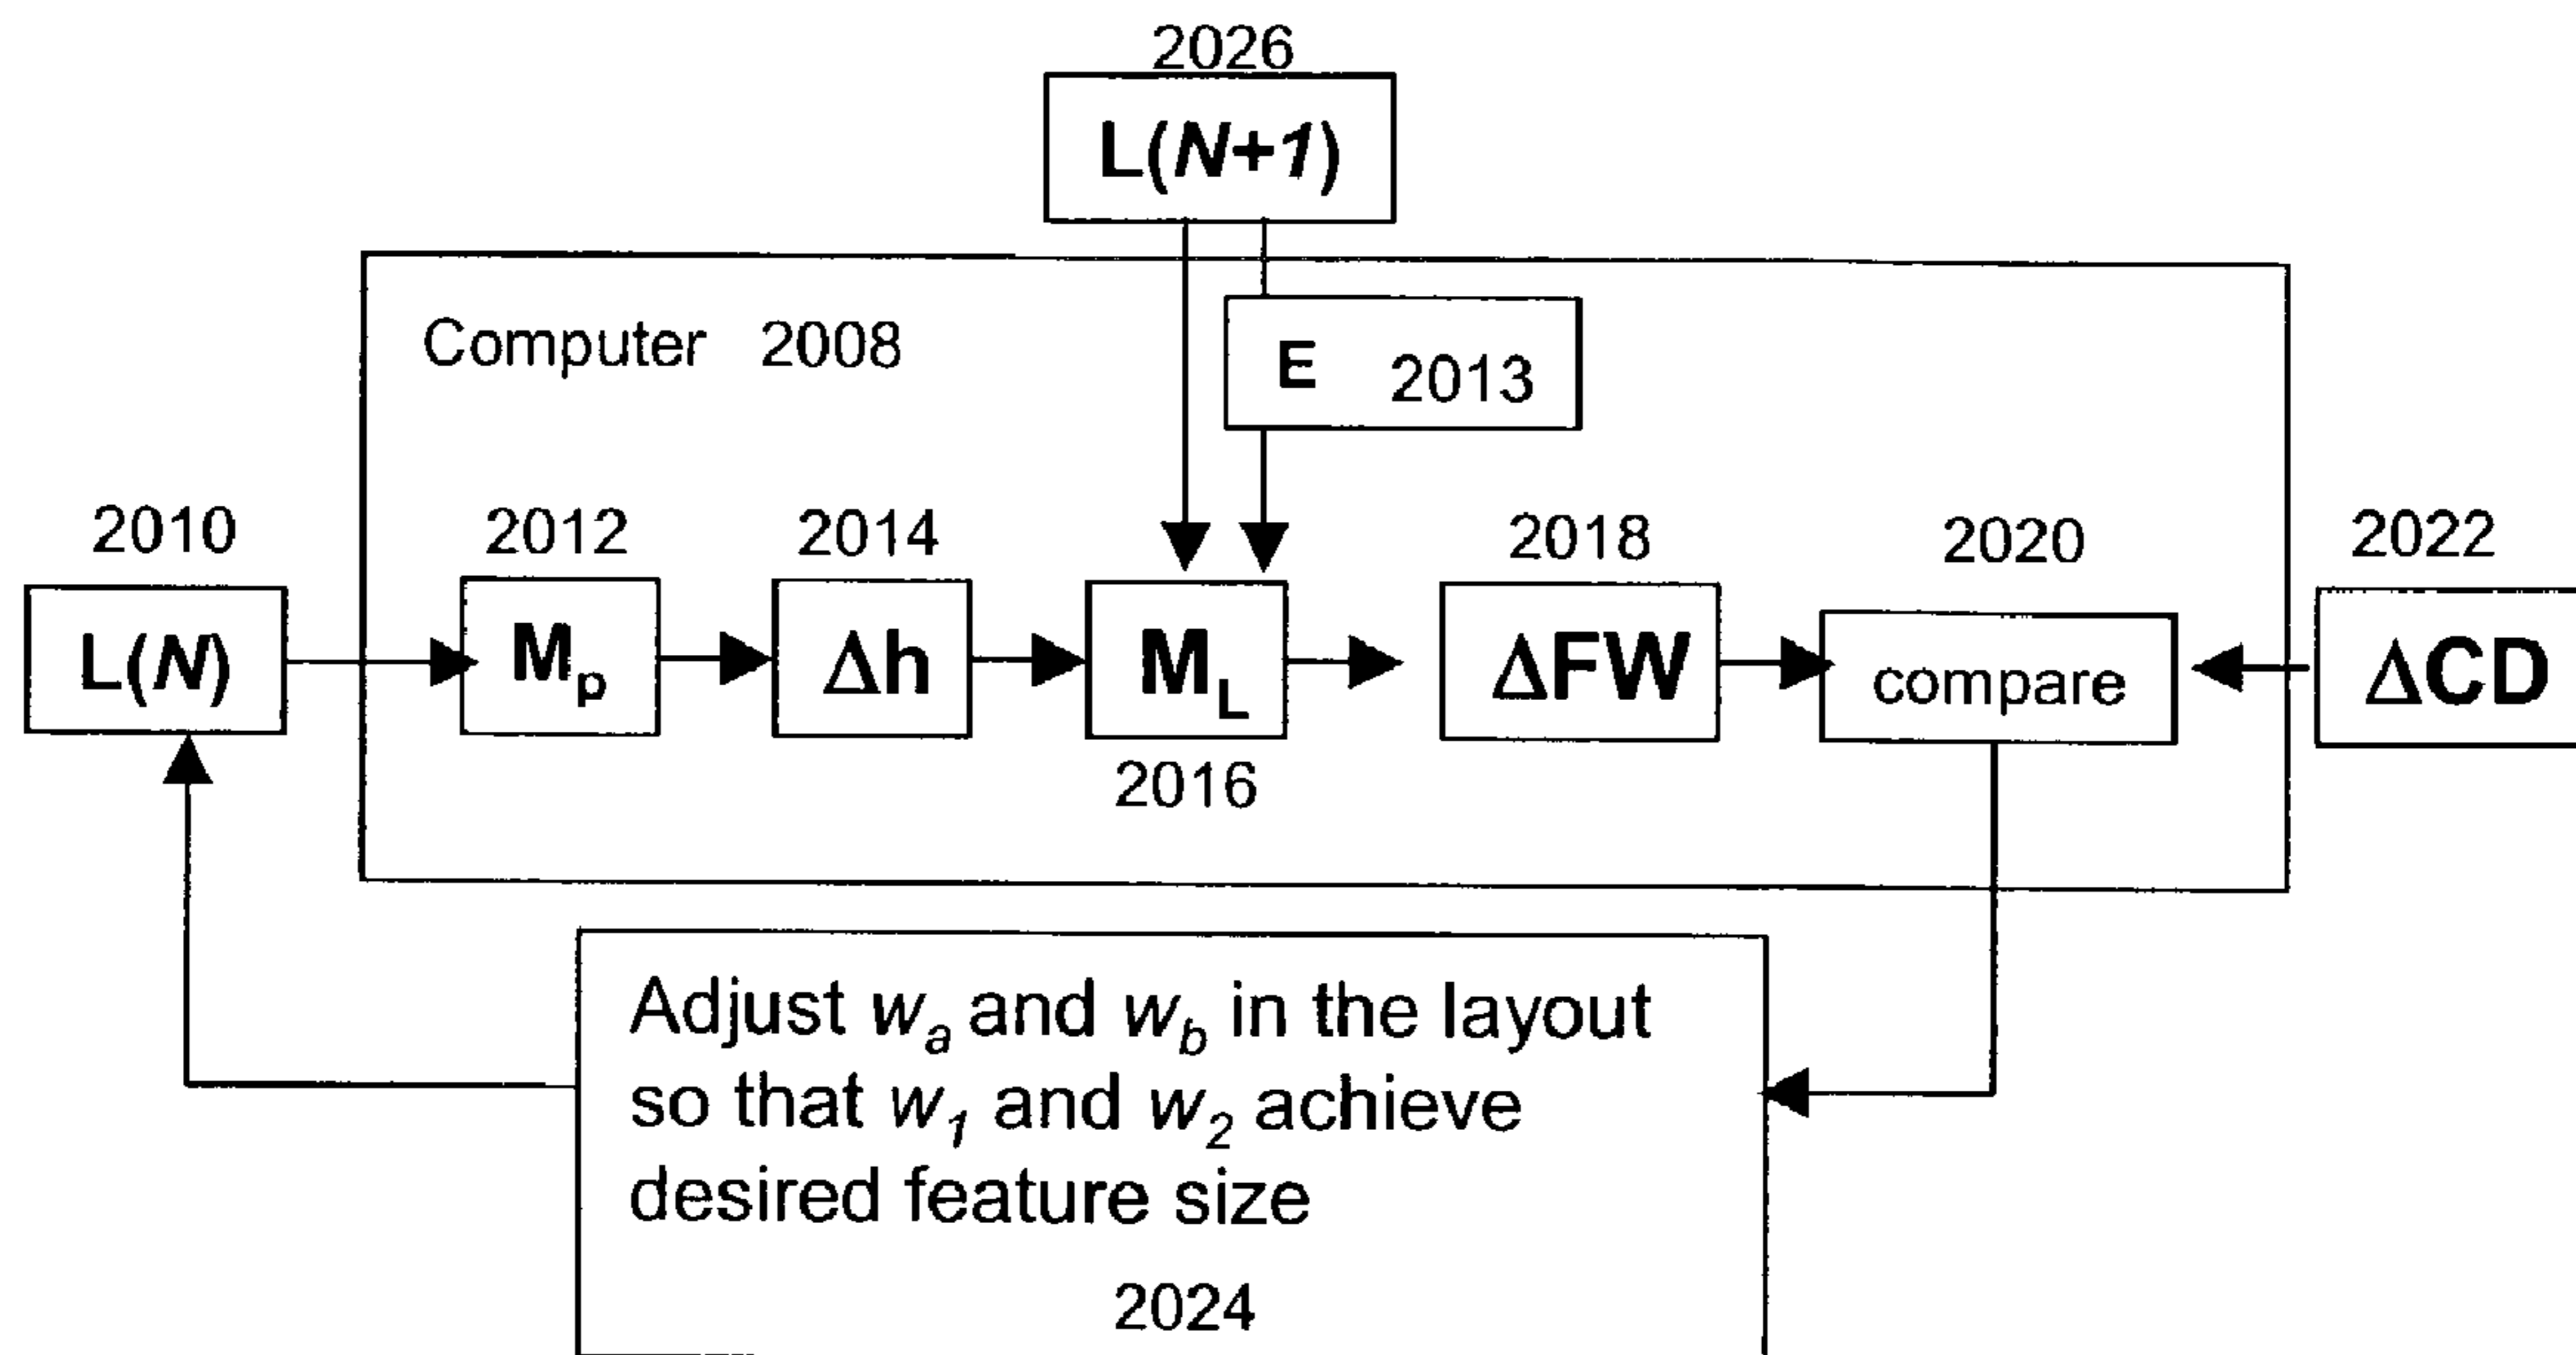 2026
L(N+1)
Computer 2008
E 2013
2010
2012
2014
2018
2020
2022
L(N)
Mp
Δh
ML
ΔFW
compare
ΔCD
2016
Adjust wa and wb in the layout
so that w1 and w2 achieve
desired feature size
2024